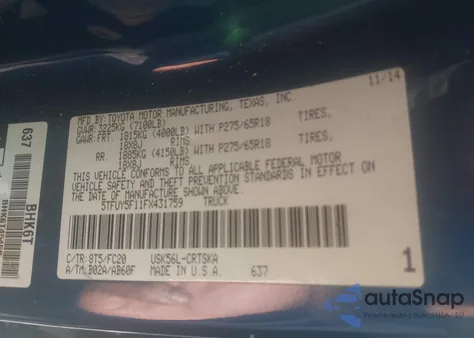 11/14
MFD.BY:TOYOTA MOTOR MANUFACTURING, TEXAS, INC.
GVWR: 3225KG (7100LB)
GAWR: FRT. 1815KG (4000LB) WITH P275/65R18 TIRES,
18X8J RIMS
RR. 1885KG (4150LB) WITH P275/65R18 TIRES,
18X8J RIMS
THIS VEHICLE CONFORMS TO ALL APPLICABLE FEDERAL MOTOR
VEHICLE SAFETY AND THEFT PREVENTION STANDARDS IN EFFECT ON
THE DATE OF MANUFACTURE SHOWN ABOVE.
5TFUY5F11FX431759 TRUCK
C/TR: 8T5/FC20 USK56L-CRTSKA
A/TM: B02A/AB60F MADE IN U.S.A. 637
1
637
BHK6T
autoSnap